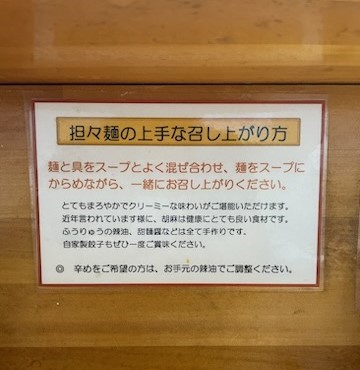 担々麺の上手な召し上がり方
麺と具をスープとよく混ぜ合わせ、麺をスープに
からめながら、一緒にお召し上がりください。
とてもまろやかでクリーミーな味わいがご堪能いただけます。
近年言われています様に、胡麻は健康にとても良い食材です。
ふうりゅうの辣油、甜麺醤などは全て手作りです。
自家製餃子もぜひ一度ご賞味ください。
◎ 辛めをご希望の方は、お手元の辣油でご調整ください。